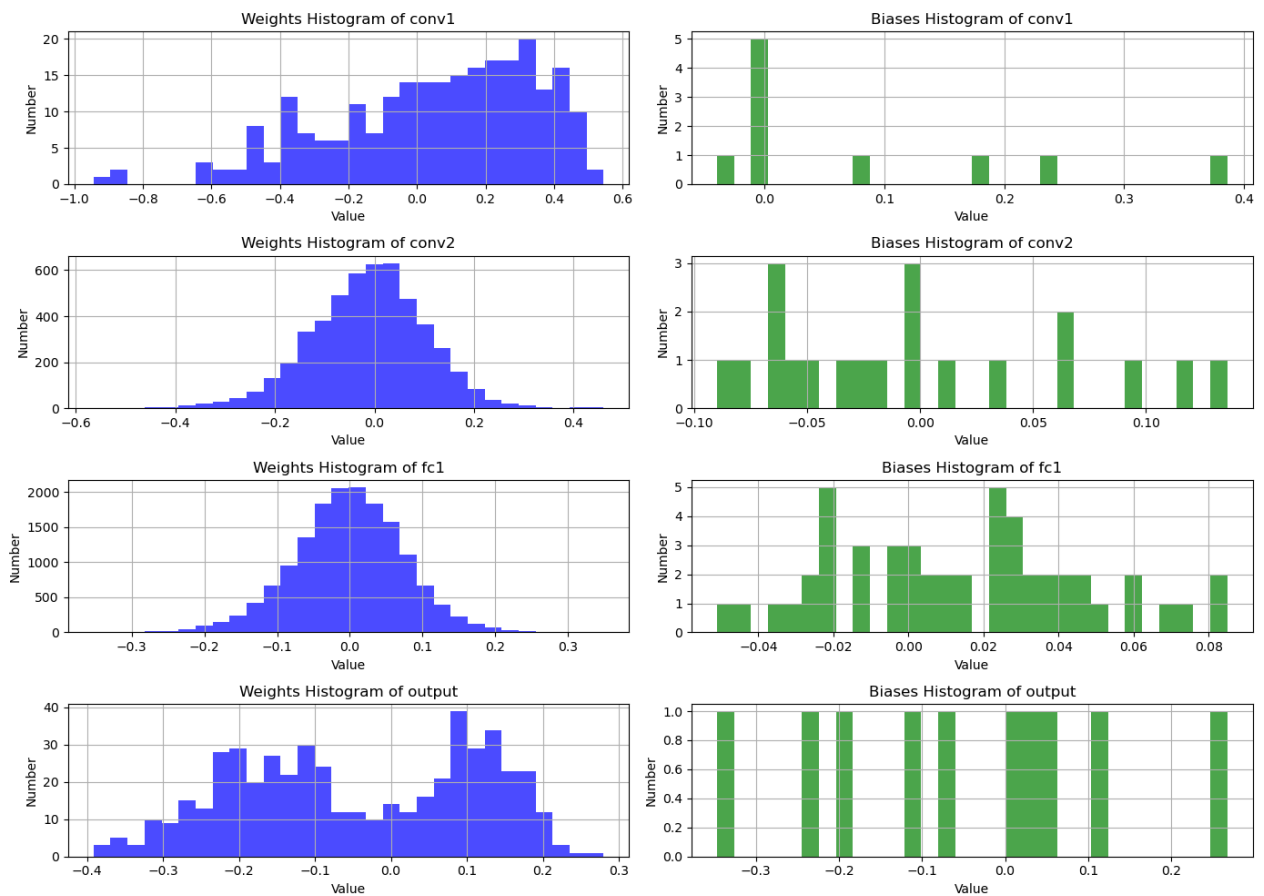 Weights Histogram of conv1
Number
20
15
10
5
0
−1.0 −0.8 −0.6 −0.4 −0.2 0.0 0.2 0.4 0.6
Value
Biases Histogram of conv1
Number
5
4
3
2
1
0
0.0 0.1 0.2 0.3 0.4
Value
Weights Histogram of conv2
Number
600
400
200
0
−0.6 −0.4 −0.2 0.0 0.2 0.4
Value
Biases Histogram of conv2
Number
3
2
1
0
−0.10 −0.05 0.00 0.05 0.10
Value
Weights Histogram of fc1
Number
2000
1500
1000
500
0
−0.3 −0.2 −0.1 0.0 0.1 0.2 0.3
Value
Biases Histogram of fc1
Number
5
4
3
2
1
0
−0.04 −0.02 0.00 0.02 0.04 0.06 0.08
Value
Weights Histogram of output
Number
40
30
20
10
0
−0.4 −0.3 −0.2 −0.1 0.0 0.1 0.2 0.3
Value
Biases Histogram of output
Number
1.0
0.8
0.6
0.4
0.2
0.0
−0.3 −0.2 −0.1 0.0 0.1 0.2
Value